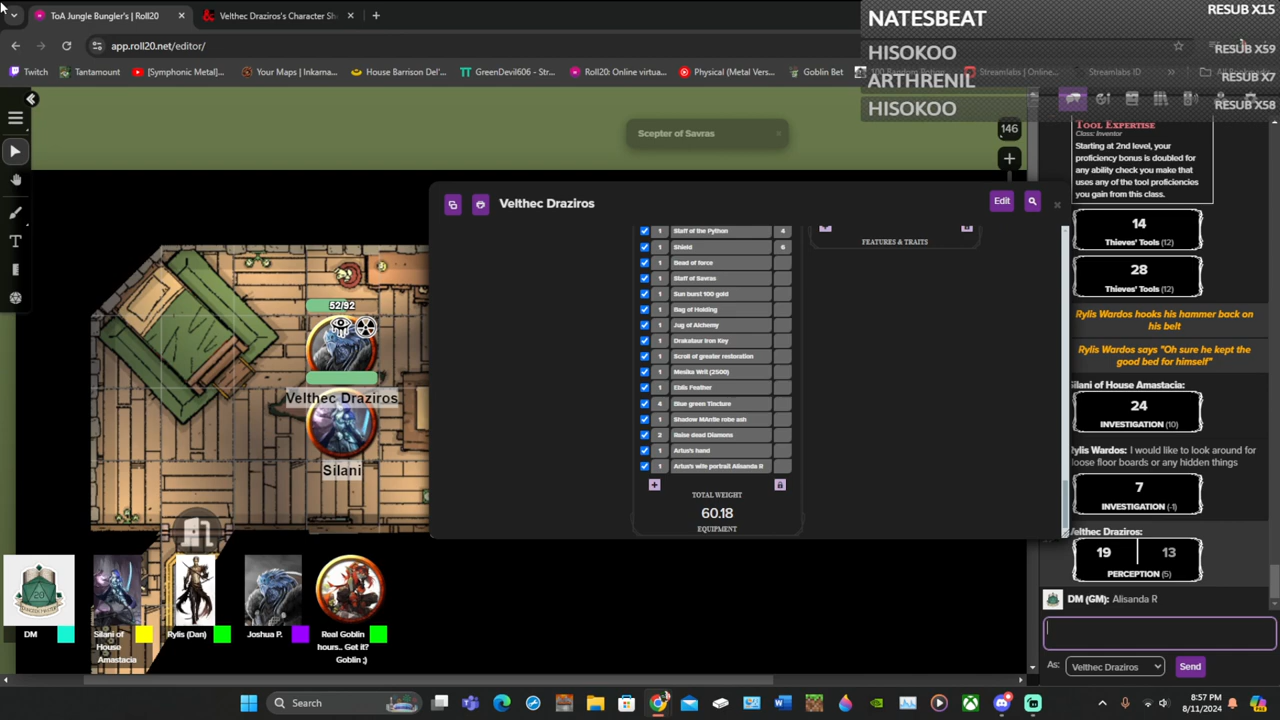 ToA Jungle Bungler's | Roll20
Velthec Draziros's Character Sh
NATESBEAT
RESUB X15
HISOKOO
RESUB X59
ARTHRENIL
RESUB X7
HISOKOO
RESUB X58
app.roll20.net/editor/
Twitch
Tantamount
[Symphonic Metal]...
Your Maps | Inkarna...
House Barrison Del'...
GreenDevil606 - Str...
Roll20: Online virtua...
Physical (Metal Vers...
Goblin Bet
Streamlabs | Online...
Streamlabs ID
Scepter of Savras
146
Velthec Draziros
Edit
1 Staff of the Python 4
1 Shield 6
1 Bead of force
1 Staff of Savras
1 Sun burst 100 gold
1 Bag of Holding
1 Jug of Alchemy
1 Drakataur Iron Key
1 Scroll of greater restoration
1 Mesika Writ (2500)
1 Eblis Feather
4 Blue green Tincture
1 Shadow MAntle robe ash
Raise dead Diamons
1 Artus's hand
1 Artus's wife portrait Alisanda R
TOTAL WEIGHT
60.18
EQUIPMENT
FEATURES & TRAITS
52/92
Velthec Draziros
Silani
DM
Silani of
House
Amastacia
Rylis (Dan)
Joshua P.
Real Goblin
hours.. Get it?
Goblin ;)
TOOL EXPERTISE
Class: Inventor
Starting at 2nd level, your
proficiency bonus is doubled for
any ability check you make that
uses any of the tool proficiencies
you gain from this class.
14
Thieves' Tools (12)
28
Thieves' Tools (12)
Rylis Wardos hooks his hammer back on
his belt
Rylis Wardos says "Oh sure he kept the
good bed for himself"
Silani of House Amastacia:
24
INVESTIGATION (10)
Rylis Wardos: I would like to look around for
loose floor boards or any hidden things
7
INVESTIGATION (-1)
Velthec Draziros:
19 13
PERCEPTION (5)
DM (GM): Alisanda R
As: Velthec Draziros
Send
Search
8:57 PM
8/11/2024